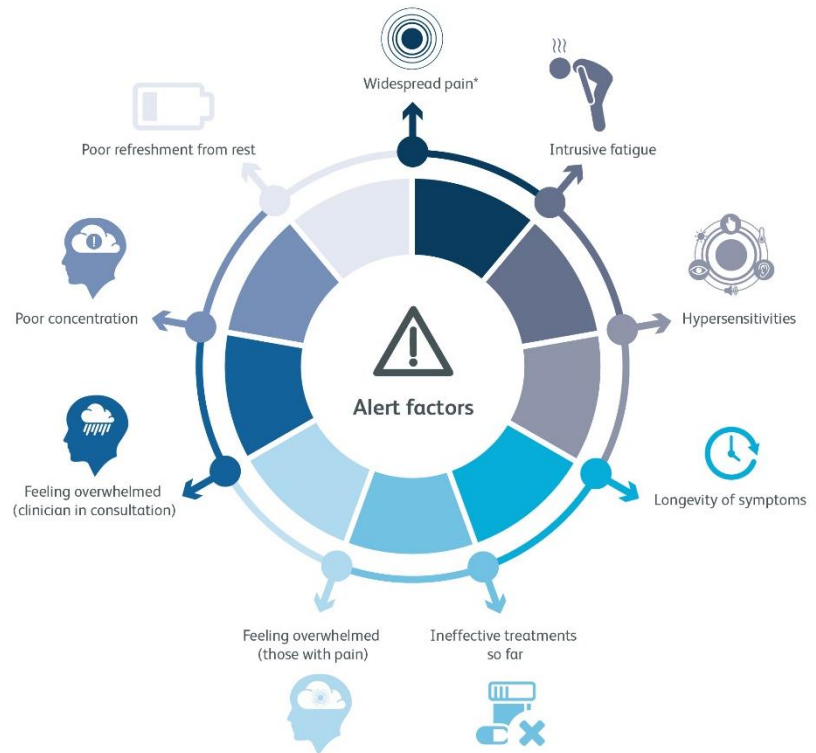 Widespread pain*
Intrusive fatigue
Hypersensitivities
Longevity of symptoms
Ineffective treatments
so far
Feeling overwhelmed
(those with pain)
Feeling overwhelmed
(clinician in consultation)
Poor concentration
Poor refreshment from rest
!
Alert factors